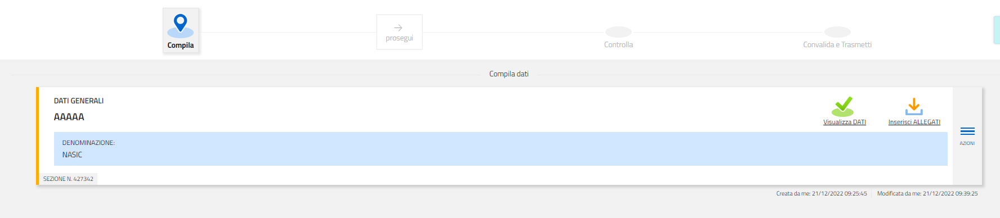 Compila
prosegui
Controlla
Convalida e Trasmetti
Compila dati
DATI GENERALI
AAAAA
Visualizza DATI
Inserisci ALLEGATI
DENOMINAZIONE:
NASIC
AZIONI
SEZIONE N. 427342
Creata da me: 21/12/2022 09:25:45
Modificata da me: 21/12/2022 09:39:25